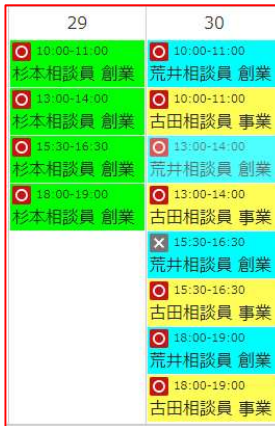 29
10:00-11:00
杉本相談員 創業
13:00-14:00
杉本相談員 創業
15:30-16:30
杉本相談員 創業
18:00-19:00
杉本相談員 創業
30
10:00-11:00
荒井相談員 創業
10:00-11:00
古田相談員 事業
13:00-14:00
荒井相談員 創業
13:00-14:00
古田相談員 事業
15:30-16:30
荒井相談員 創業
15:30-16:30
古田相談員 事業
18:00-19:00
荒井相談員 創業
18:00-19:00
古田相談員 事業